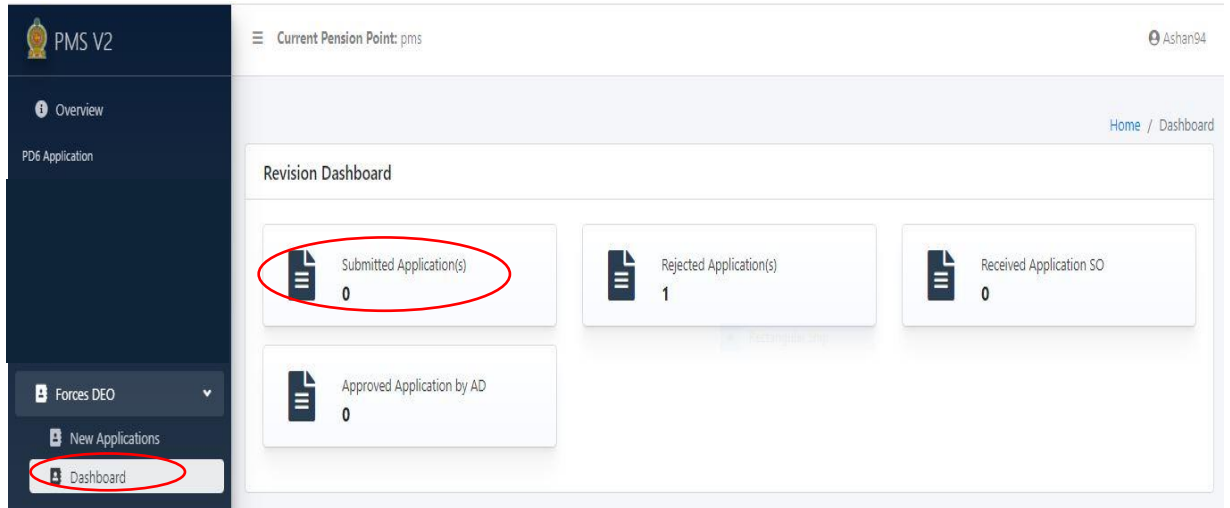 PMS V2
Current Pension Point: pms
Ashan94
Overview
Home / Dashboard
PD6 Application
Revision Dashboard
Submitted Application(s)
0
Rejected Application(s)
1
Received Application SO
0
Approved Application by AD
0
Forces DEO
New Applications
Dashboard